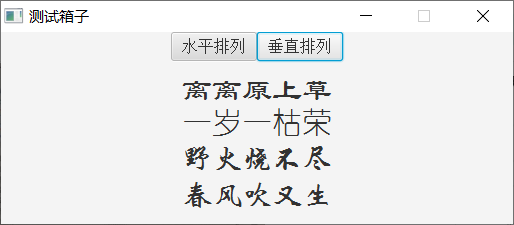 测试箱子
水平排列 垂直排列
离离原上草
一岁一枯荣
野火烧不尽
春风吹又生